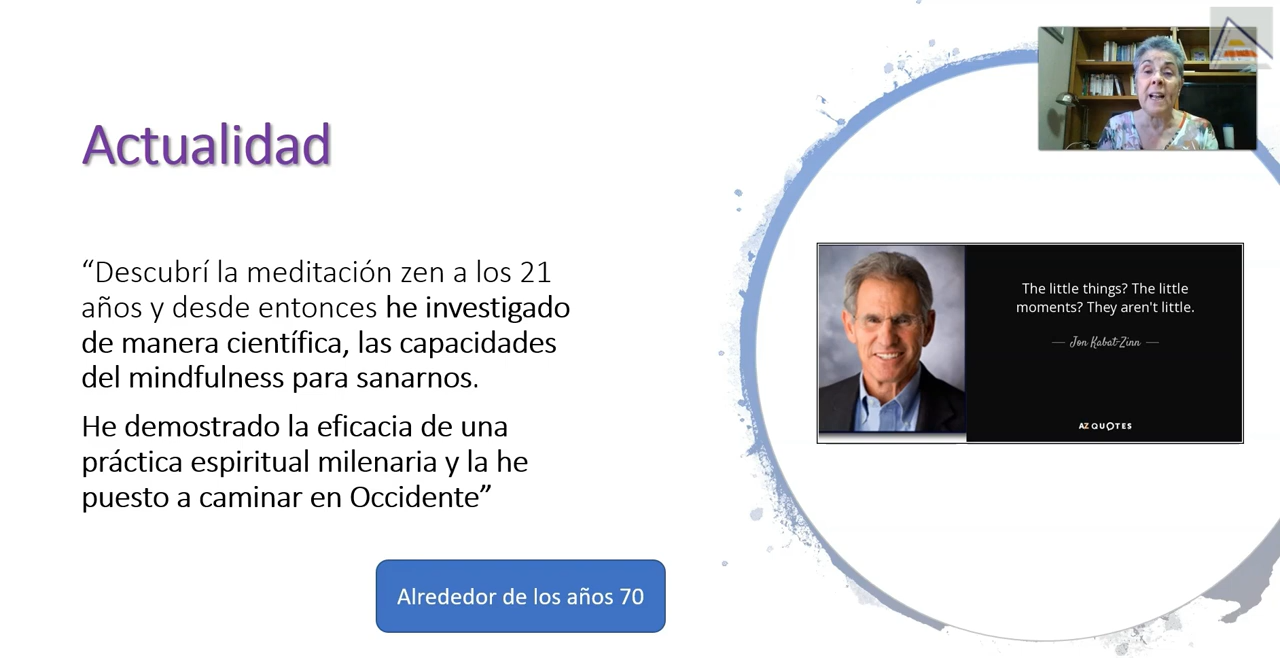 Actualidad
“Descubrí la meditación zen a los 21
años y desde entonces he investigado
de manera científica, las capacidades
del mindfulness para sanarnos.
He demostrado la eficacia de una
práctica espiritual milenaria y la he
puesto a caminar en Occidente”
Alrededor de los años 70
The little things? The little
moments? They aren't little.
— Jon Kabat-Zinn —
AZ QUOTES